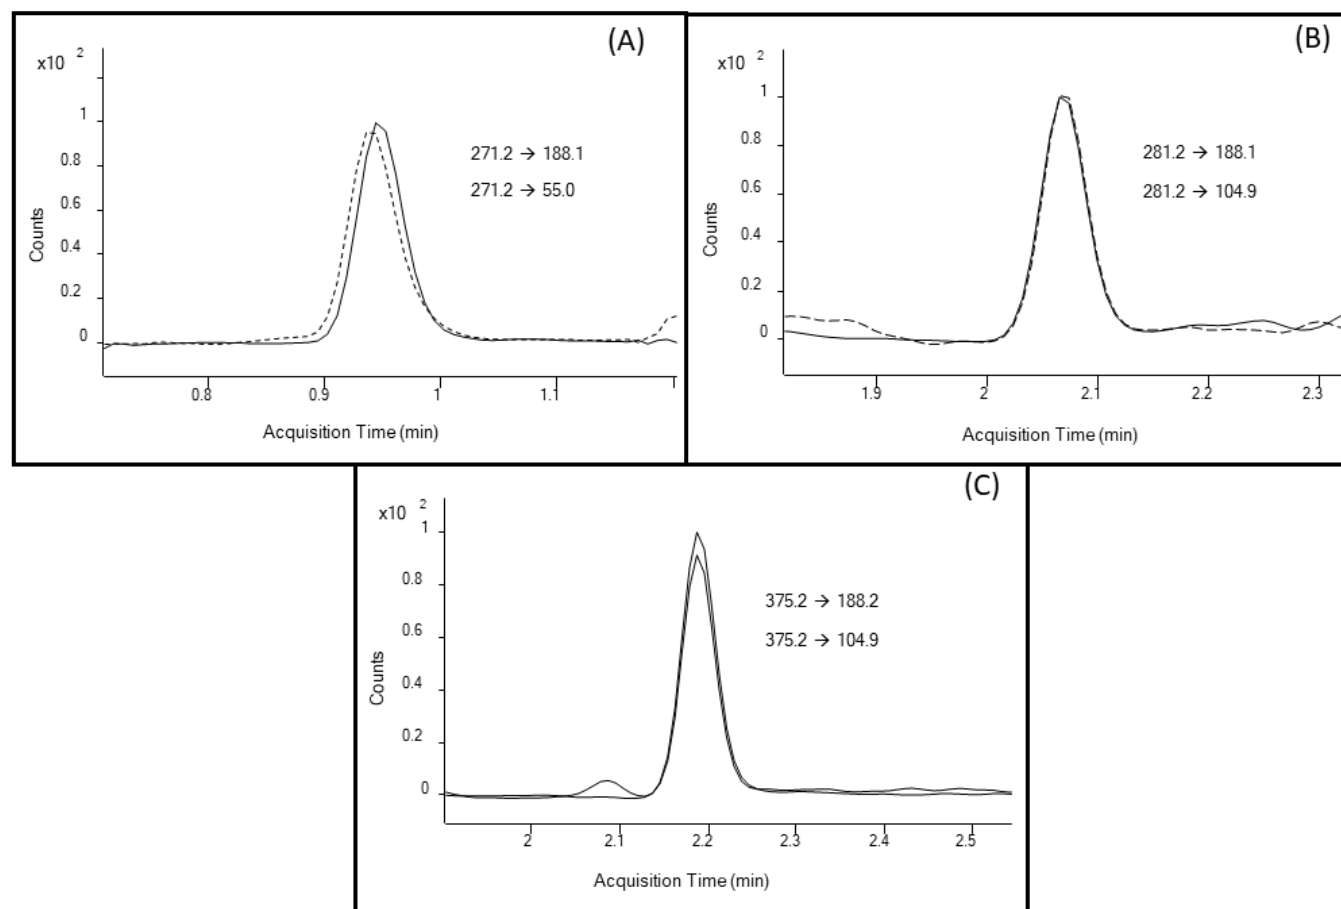 (A)
x10 2
1
0.8
0.6
0.4
0.2
0
Counts
271.2 → 188.1
271.2 → 55.0
0.8 0.9 1 1.1
Acquisition Time (min)
(B)
x10 2
1
0.8
0.6
0.4
0.2
0
Counts
281.2 → 188.1
281.2 → 104.9
1.9 2 2.1 2.2 2.3
Acquisition Time (min)
(C)
x10 2
1
0.8
0.6
0.4
0.2
0
Counts
375.2 → 188.2
375.2 → 104.9
2 2.1 2.2 2.3 2.4 2.5
Acquisition Time (min)